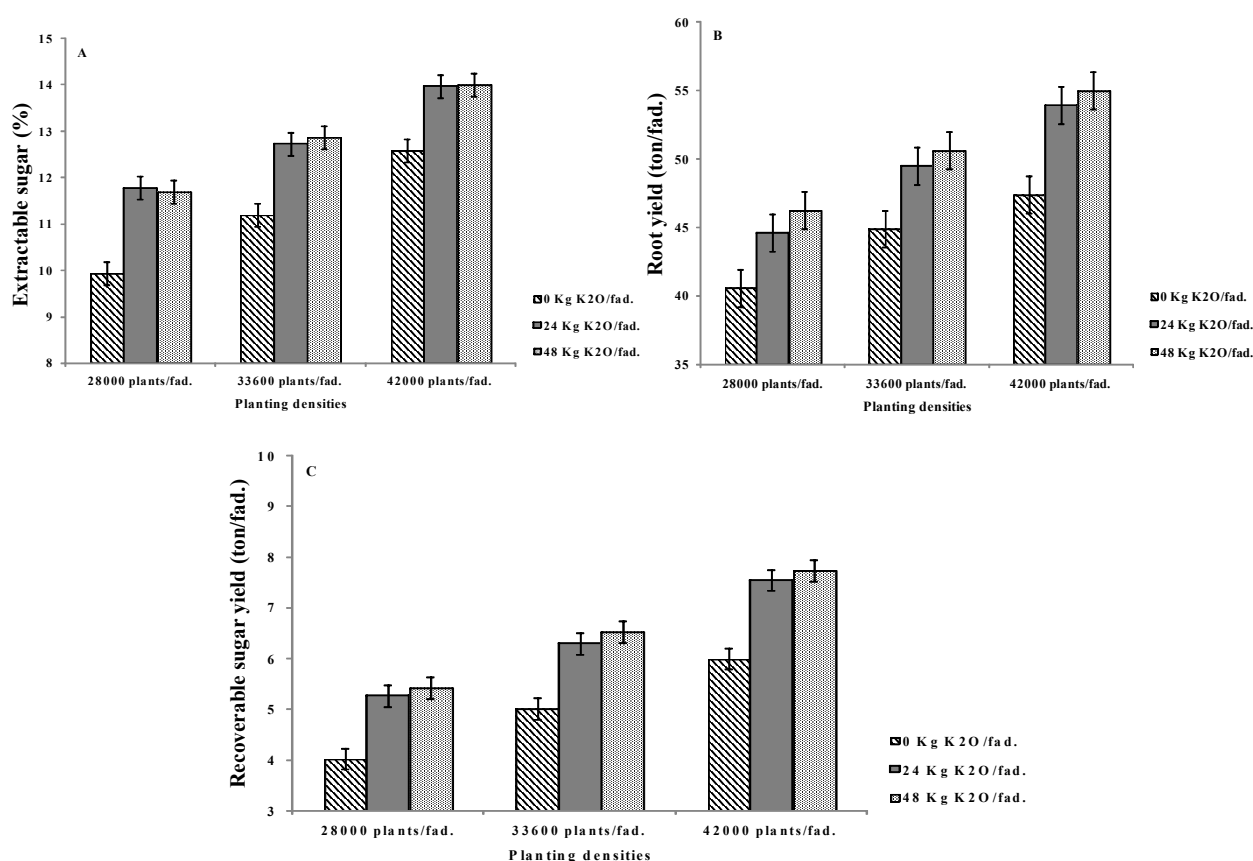 A
Extractable sugar (%)
15
14
13
12
11
10
9
8
28000 plants/fad.
33600 plants/fad.
42000 plants/fad.
Planting densities
0 Kg K2O/fad.
24 Kg K2O/fad.
48 Kg K2O/fad.
B
Root yield (ton/fad.)
60
55
50
45
40
35
28000 plants/fad.
33600 plants/fad.
42000 plants/fad.
Planting densities
0 Kg K2O/fad.
24 Kg K2O/fad.
48 Kg K2O/fad.
C
Recoverable sugar yield (ton/fad.)
10
9
8
7
6
5
4
3
28000 plants/fad.
33600 plants/fad.
42000 plants/fad.
Planting densities
0 Kg K2O/fad.
24 Kg K2O/fad.
48 Kg K2O/fad.